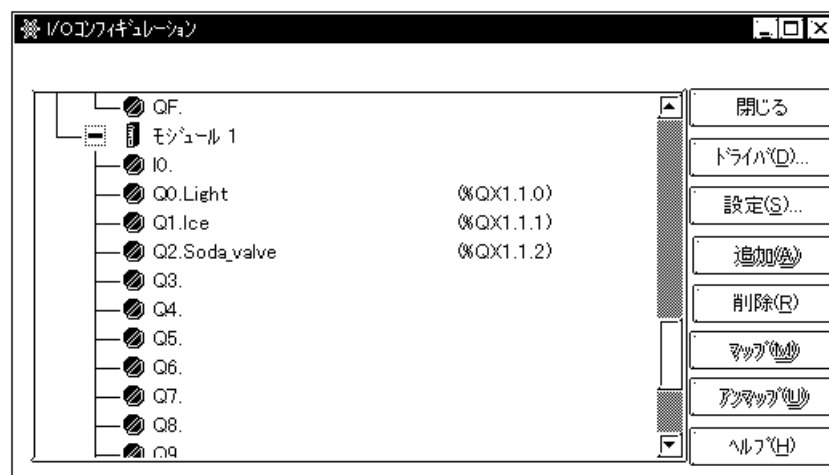 I/Oｺﾝﾌｨｷﾞｭﾚｰｼｮﾝ
QF.
ﾓｼﾞｭｰﾙ 1
I0.
Q0.Light (%QX1.1.0)
Q1.Ice (%QX1.1.1)
Q2.Soda_valve (%QX1.1.2)
Q3.
Q4.
Q5.
Q6.
Q7.
Q8.
Q9
閉じる
ﾄﾞﾗｲﾊﾞ(D)...
設定(S)...
追加(A)
削除(R)
ﾏｯﾌﾟ(M)
ｱﾝﾏｯﾌﾟ(U)
ﾍﾙﾌﾟ(H)